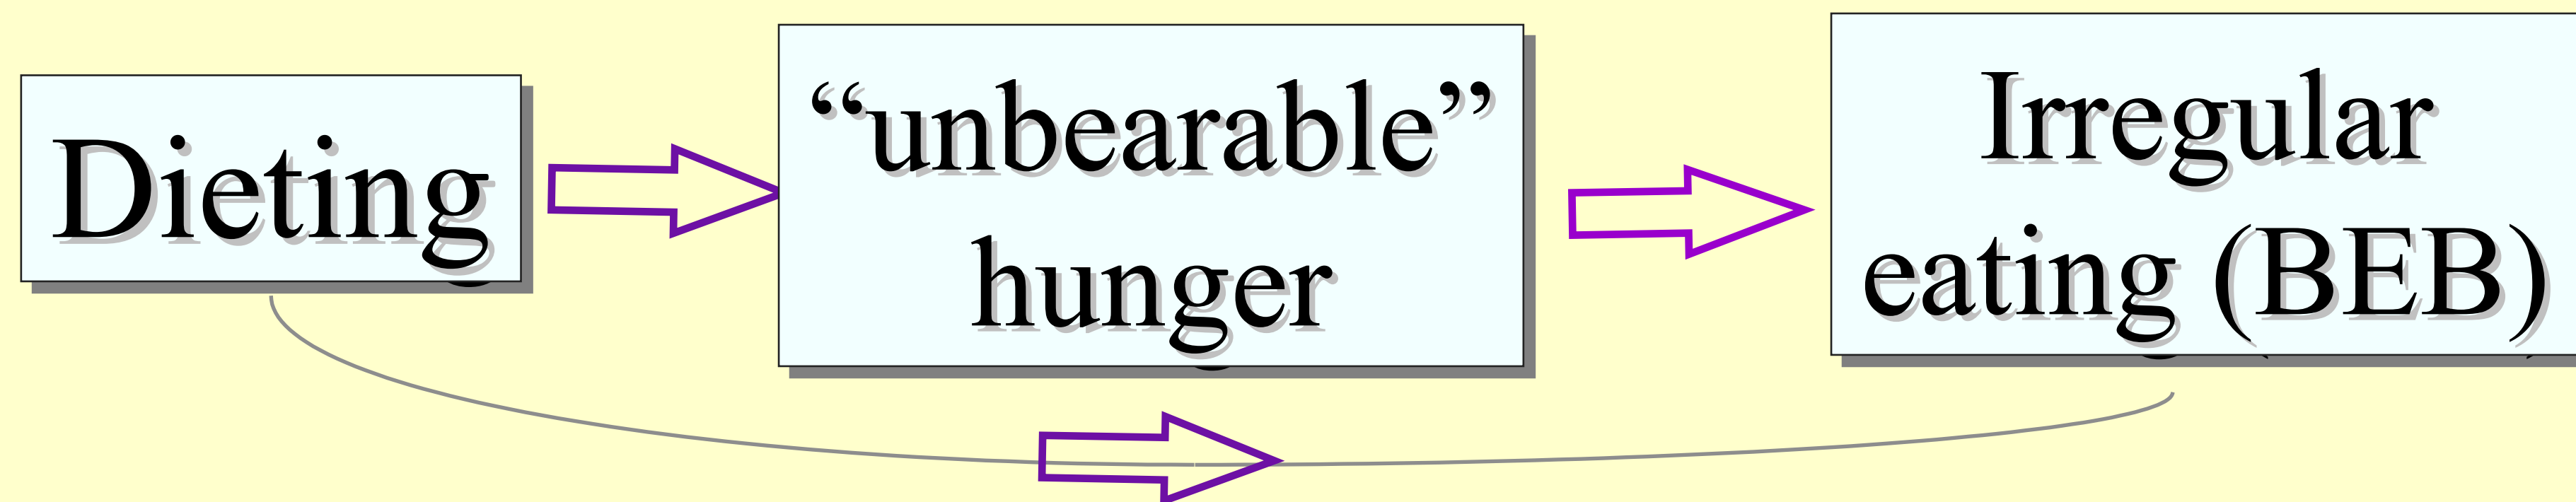 Dieting
“unbearable”
hunger
Irregular
eating (BEB)